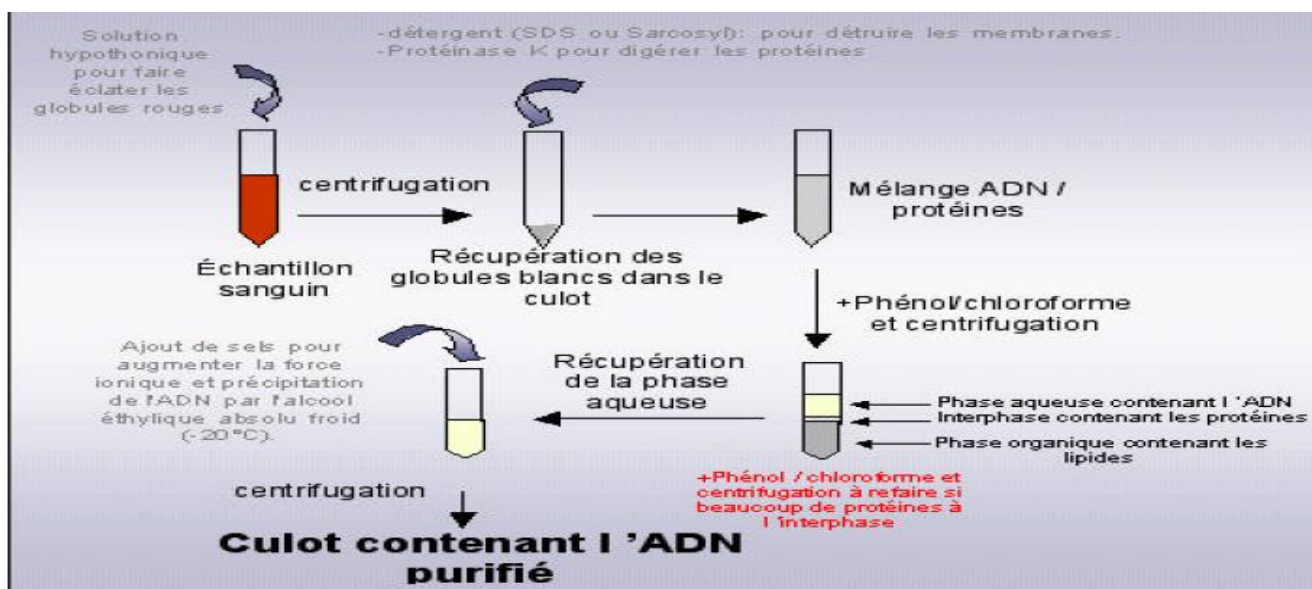 Solution
hypothonique
pour faire
éclater les
globules rouges
-détergent (SDS ou Sarcosyl): pour détruire les membranes.
-Protéinase K pour digérer les protéines
centrifugation
Échantillon
sanguin
Récupération des
globules blancs dans le
culot
Mélange ADN /
protéines
+Phénol/chloroforme
et centrifugation
Phase aqueuse contenant l 'ADN
Interphase contenant les protéines
Phase organique contenant les
lipides
+Phénol / chloroforme et
centrifugation à refaire si
beaucoup de protéines à
l 'interphase
Récupération
de la phase
aqueuse
Ajout de sels pour
augmenter la force
ionique et précipitation
de l'ADN par l'alcool
éthylique absolu froid
(-20°C).
centrifugation
Culot contenant l 'ADN
purifié